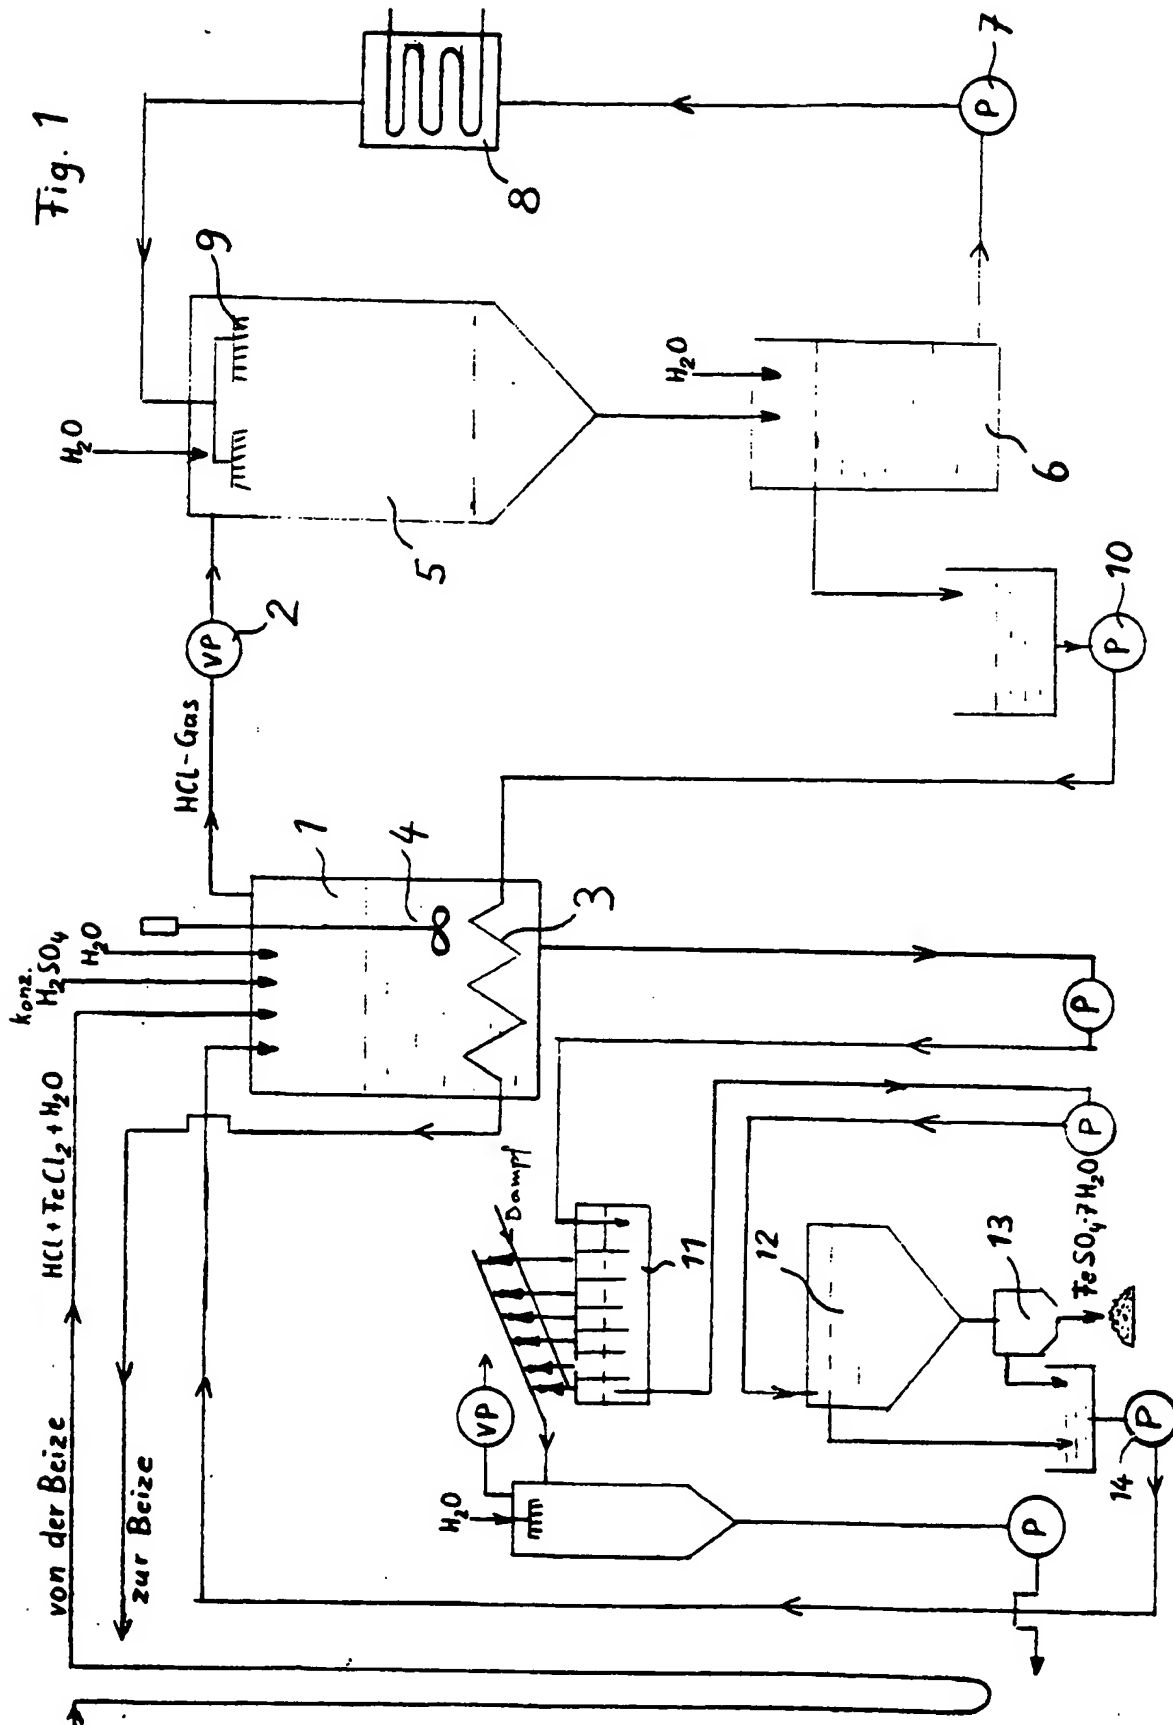 Fig. 1
von der Beize HCl + FeCl₂ + H₂O
konz.
H₂SO₄
H₂O
zur Beize
HCl-Gas
VP
2
H₂O
9
8
7
P
5
1
4
3
H₂O
6
10
P
Dampf
11
VP
H₂O
P
P
P
12
13
FeSO₄·7H₂O
14
P